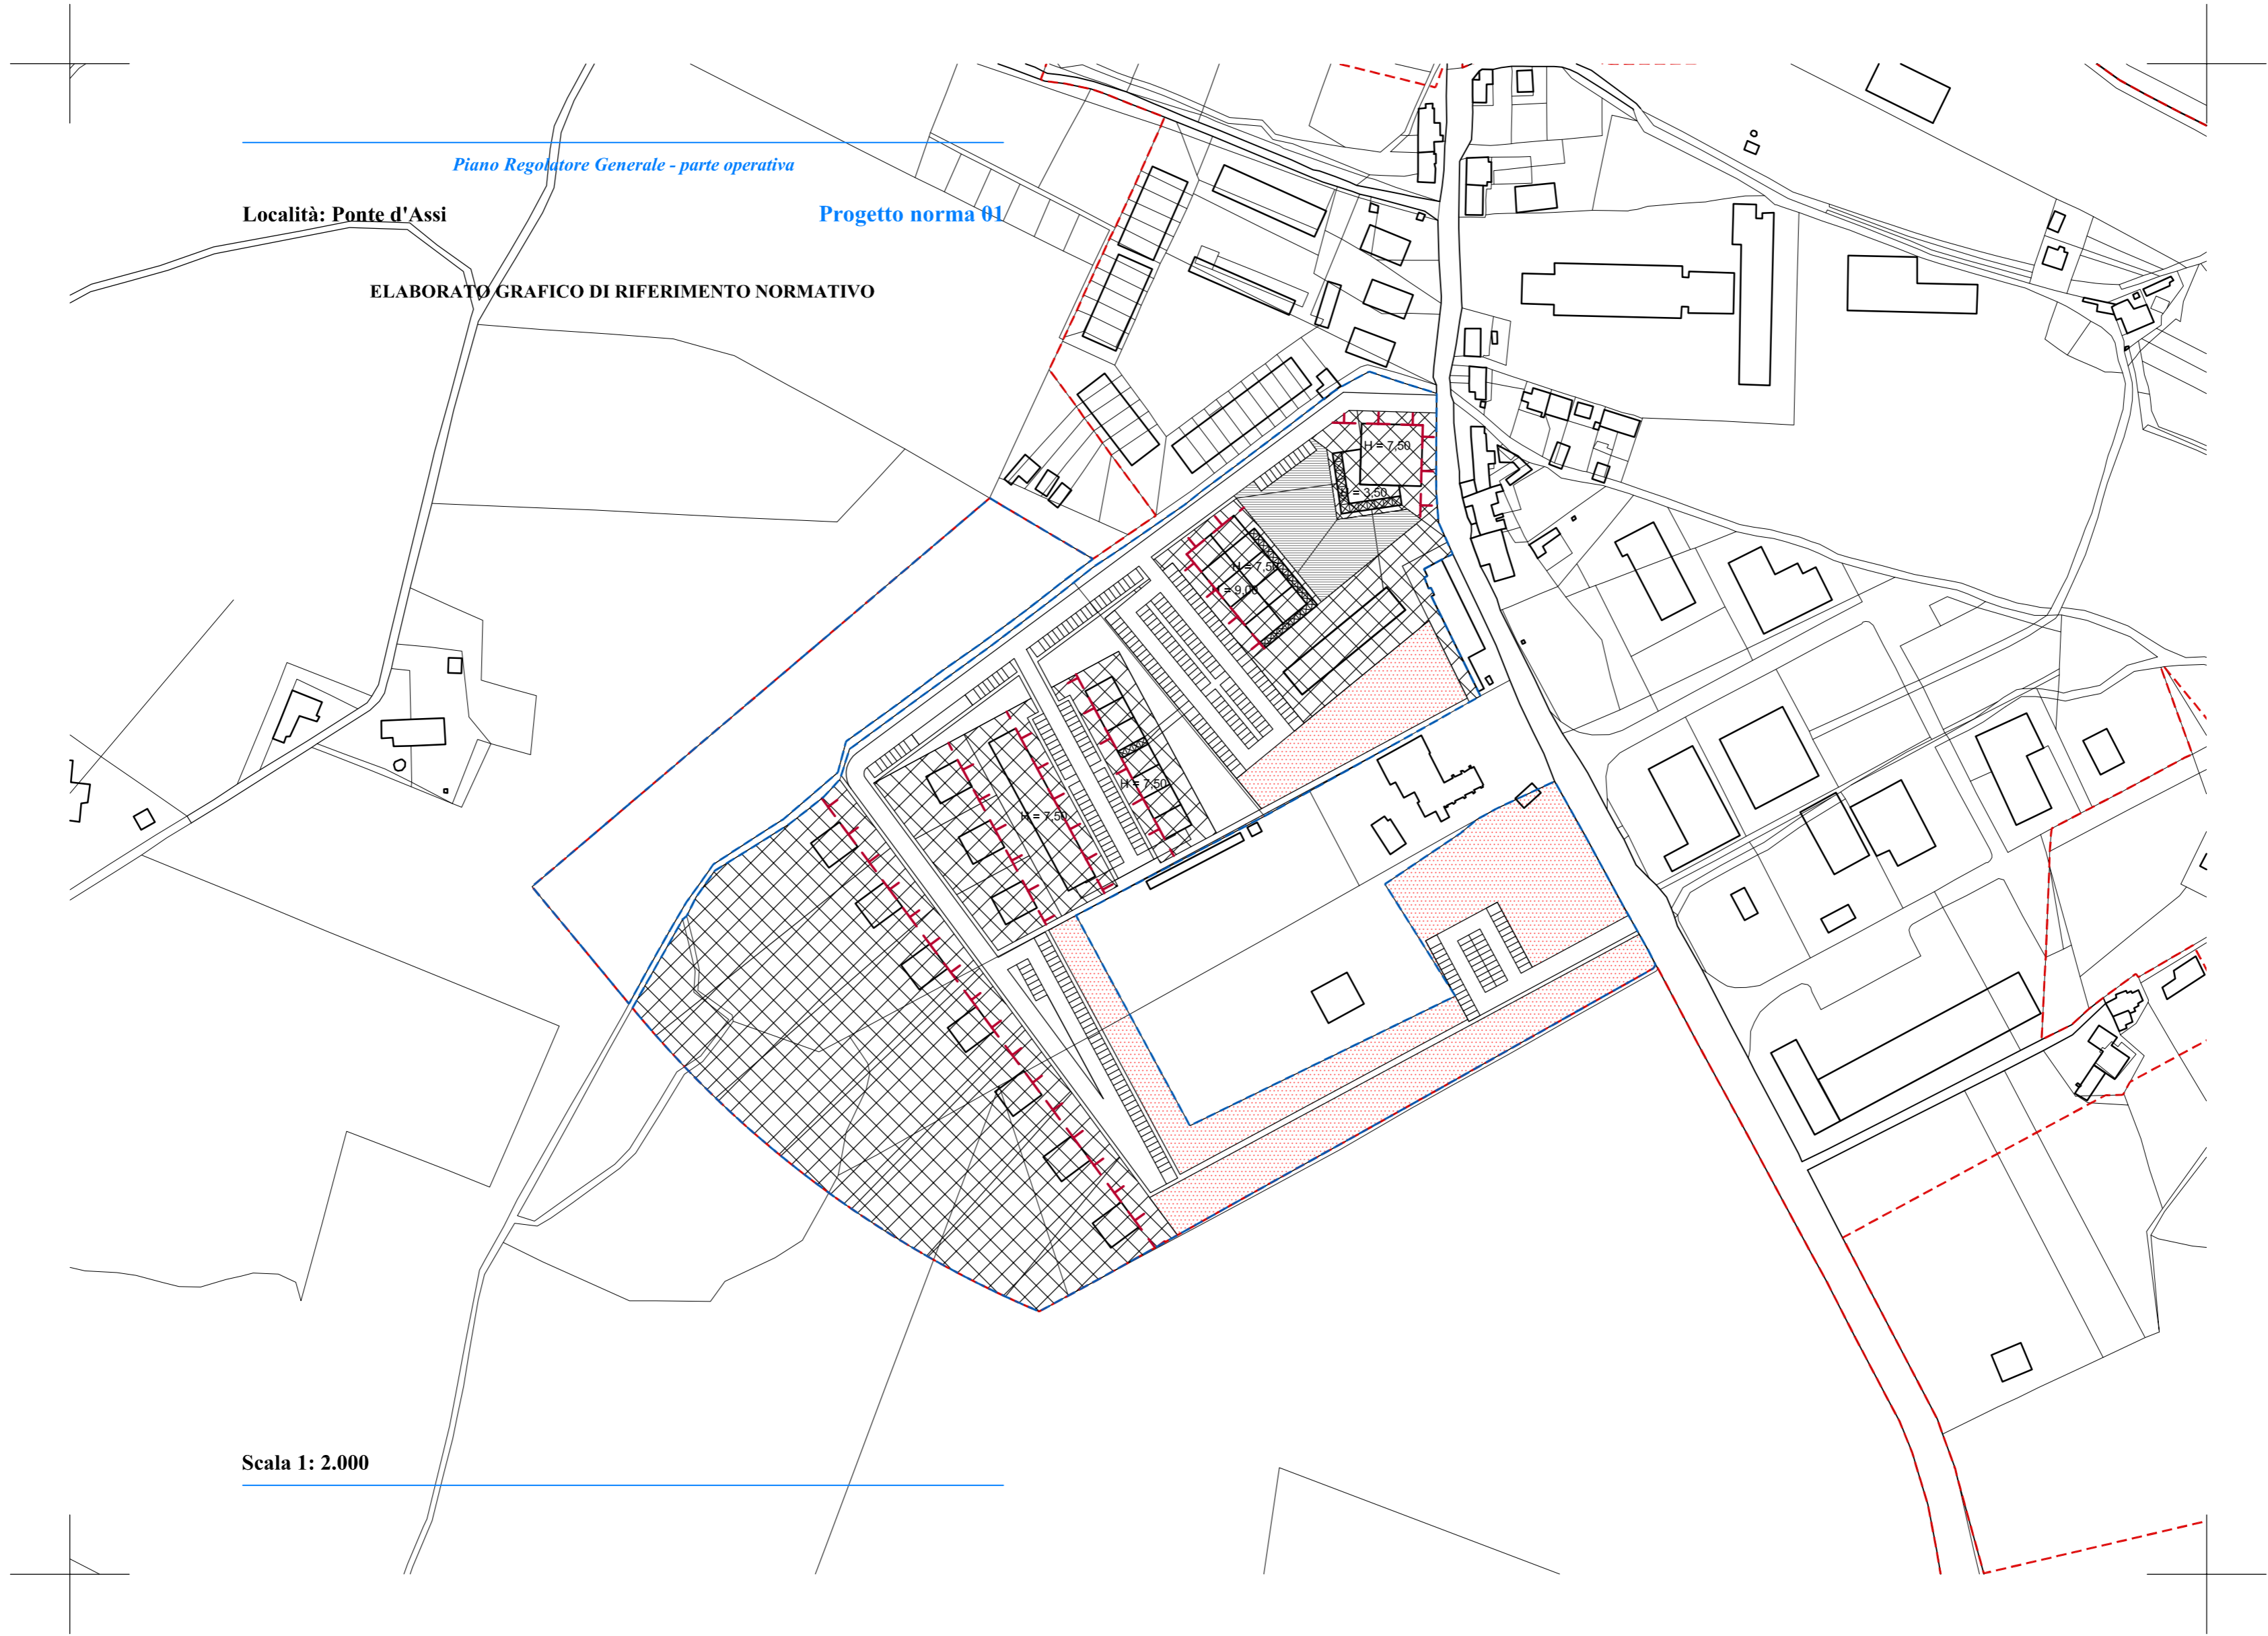 Piano Regolatore Generale - parte operativa
Località: Ponte d'Assi
Progetto norma 01
ELABORATO GRAFICO DI RIFERIMENTO NORMATIVO
H = 7,50
= 3,50
H = 7,50
H = 9,00
H = 7,50
H = 7,50
Scala 1: 2.000